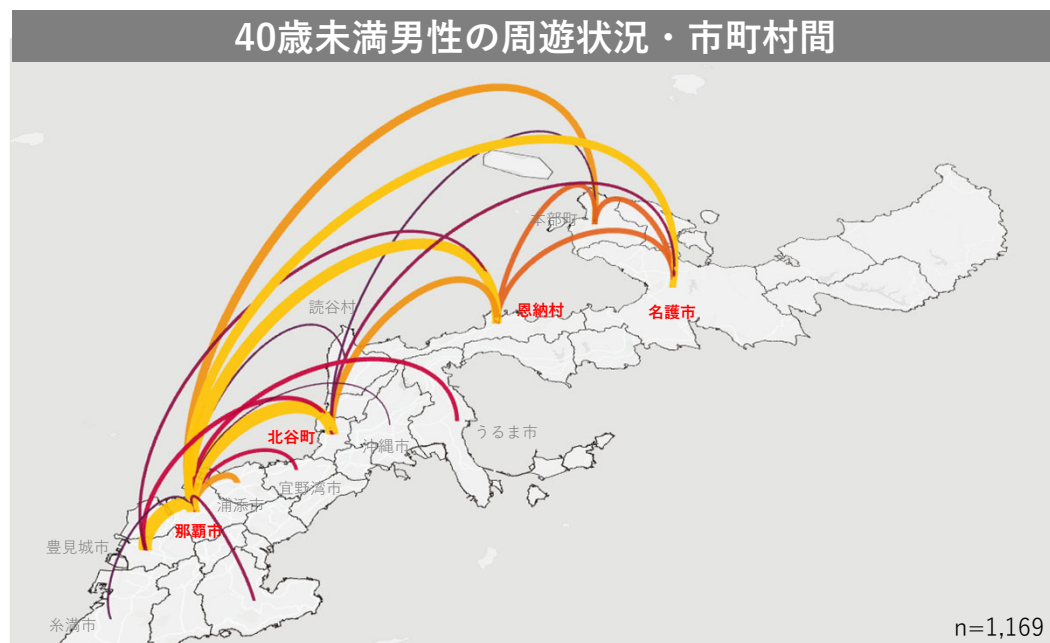 40歳未満男性の周遊状況・市町村間
本部町
読谷村
恩納村
名護市
北谷町
沖縄市
うるま市
宜野湾市
浦添市
那覇市
豊見城市
糸満市
n=1,169